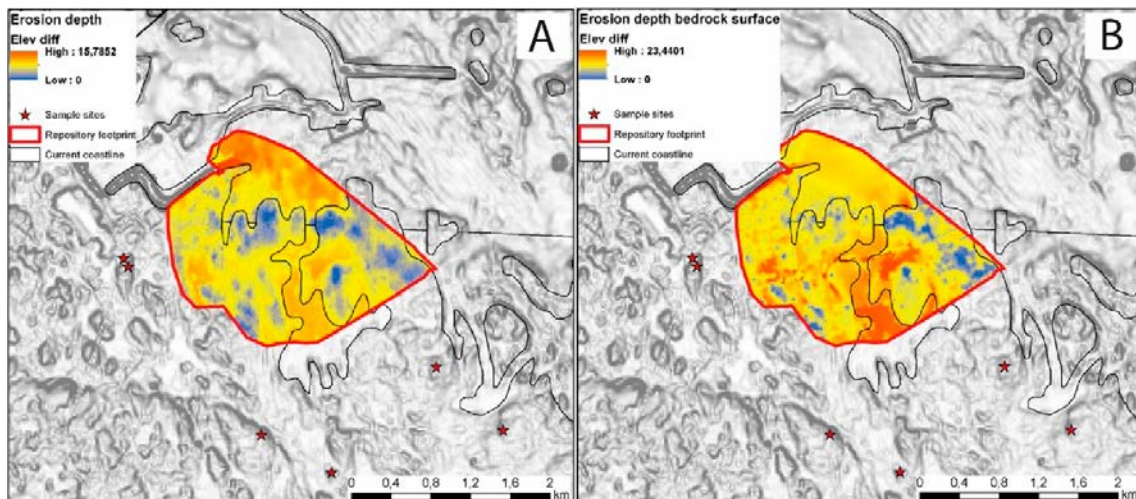 Erosion depth
Elev diff
High : 15,7852
Low : 0
Sample sites
Repository footprint
Current coastline
A
0 0,4 0,8 1,2 1,6 2
km
Erosion depth bedrock surface
Elev diff
High : 23,4401
Low : 0
Sample sites
Repository footprint
Current coastline
B
0 0,4 0,8 1,2 1,6 2
km